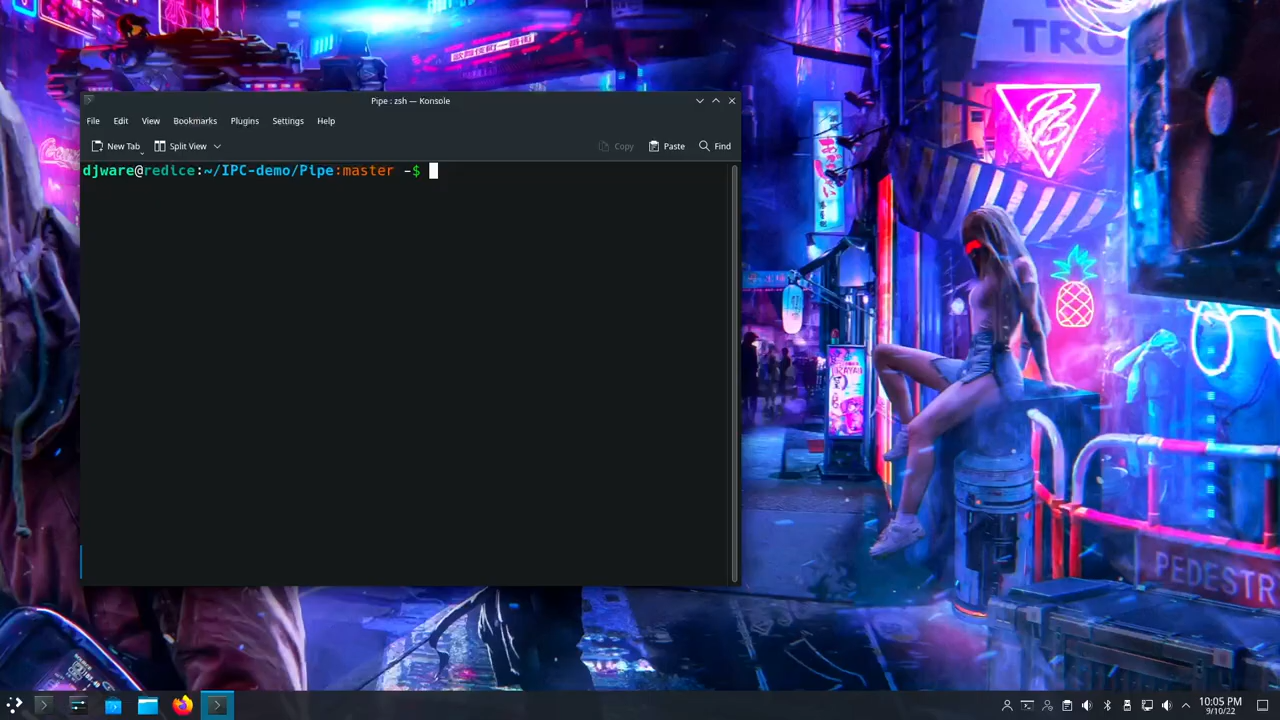 TRO
Pipe : zsh — Konsole
File Edit View Bookmarks Plugins Settings Help
New Tab Split View Copy Paste Find
djware@redice:~/IPC-demo/Pipe:master -$
Coca
PEDESTR
10:05 PM
9/10/22